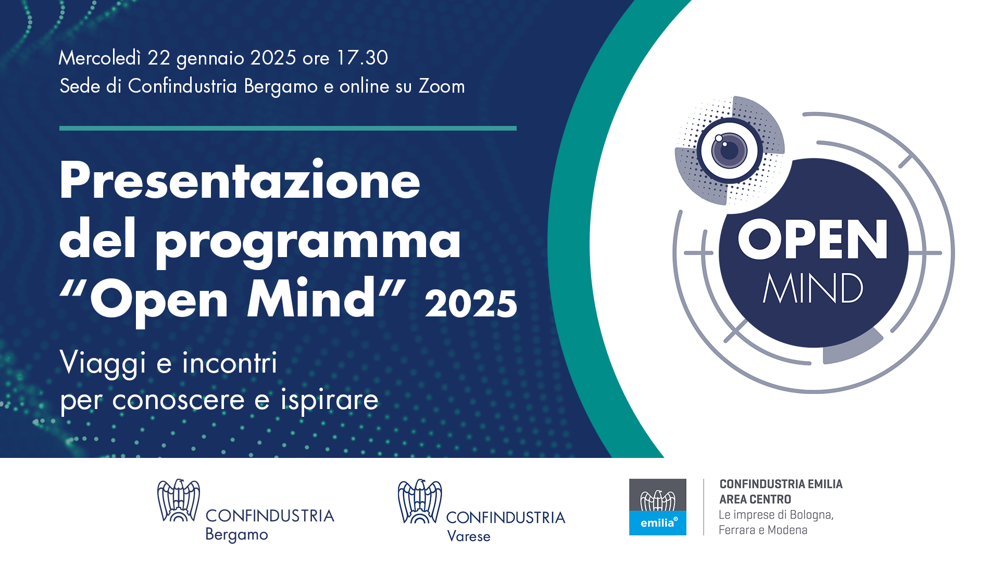 Mercoledì 22 gennaio 2025 ore 17.30
Sede di Confindustria Bergamo e online su Zoom
Presentazione
del programma
“Open Mind” 2025
Viaggi e incontri
per conoscere e ispirare
OPEN
MIND
CONFINDUSTRIA
Bergamo
CONFINDUSTRIA
Varese
emilia
CONFINDUSTRIA EMILIA
AREA CENTRO
Le imprese di Bologna,
Ferrara e Modena